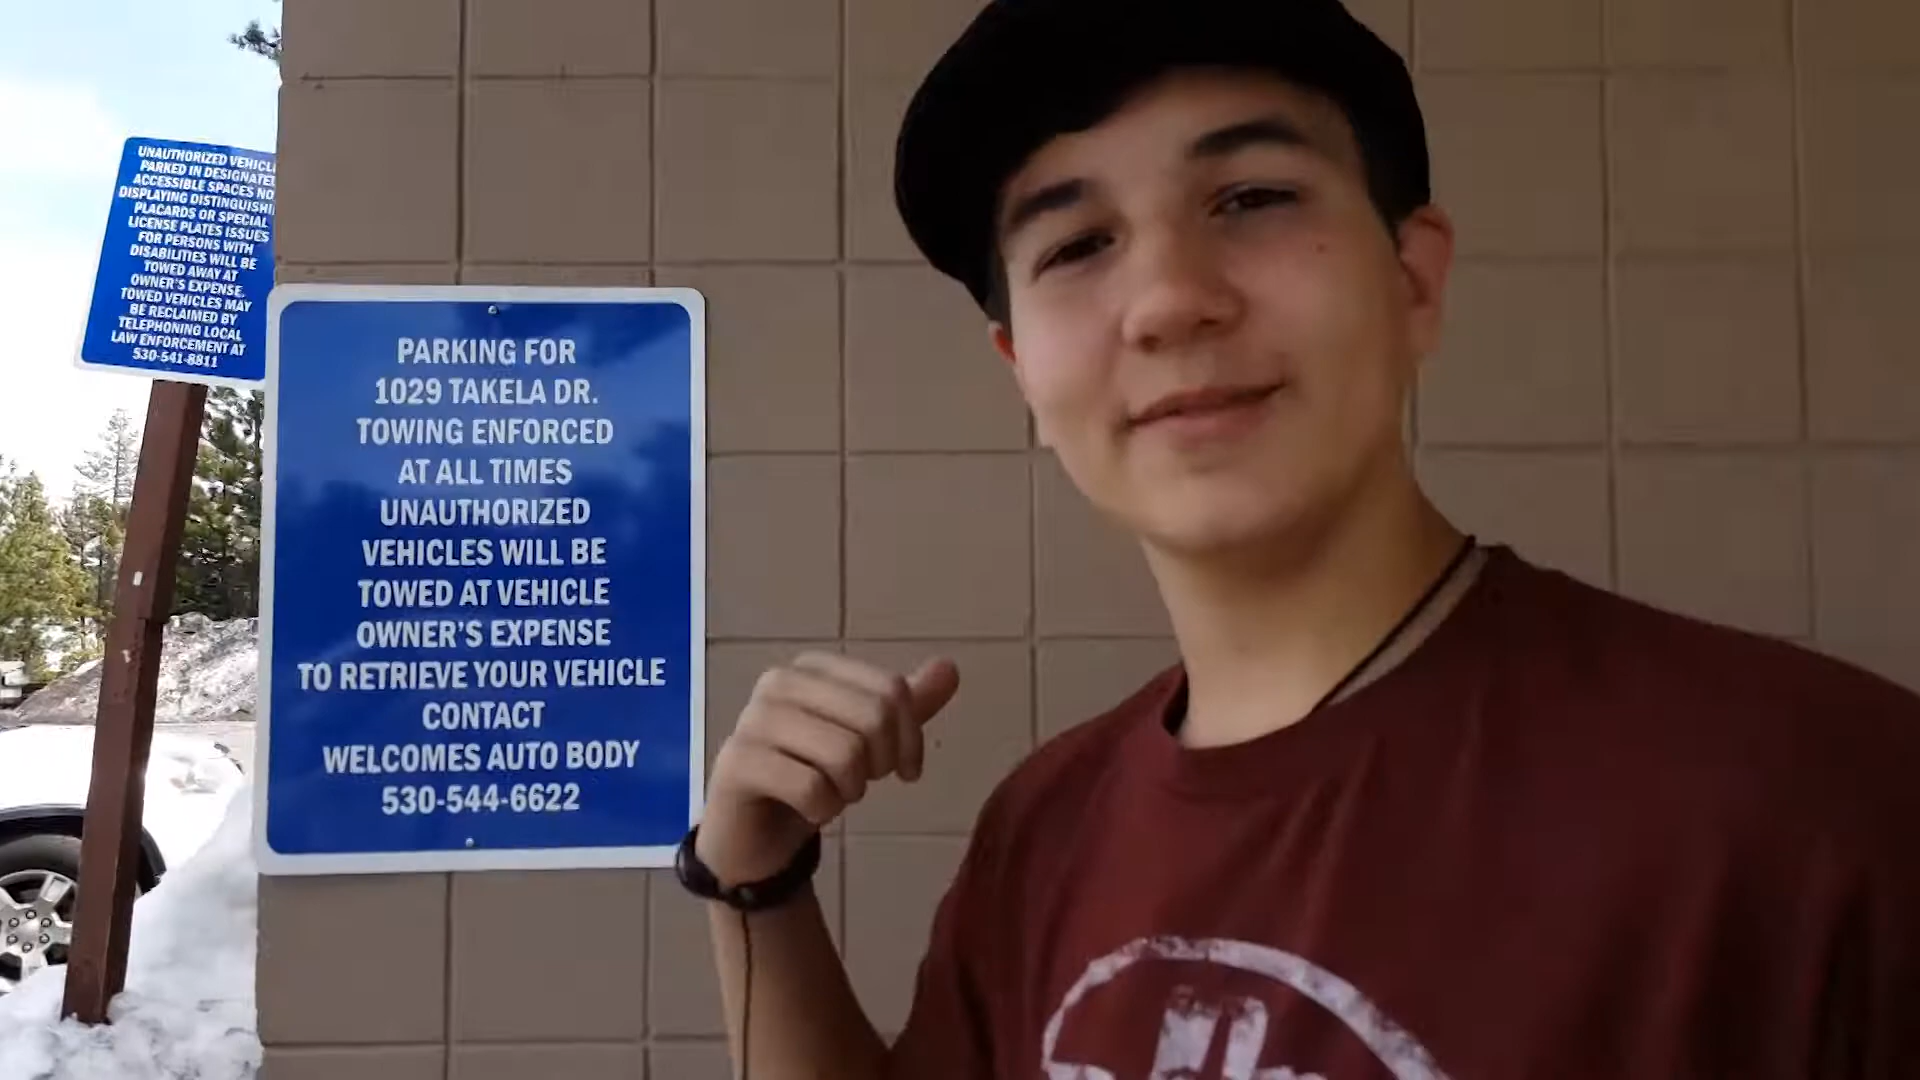 UNAUTHORIZED
PARKED IN
ACCESSIBLE SPACES
DISPLAYING
PLACARDS OR SPECIAL
LICENSE PLATES ISSUES
FOR PERSONS WITH
DISABILITIES WILL BE
TOWED AWAY AT
OWNER'S EXPENSE.
TOWED VEHICLES MAY
BE RECLAIMED BY
TELEPHONING LOCAL
LAW ENFORCEMENT AT
530-541-8811
PARKING FOR
1029 TAKELA DR.
TOWING ENFORCED
AT ALL TIMES
UNAUTHORIZED
VEHICLES WILL BE
TOWED AT VEHICLE
OWNER'S EXPENSE
TO RETRIEVE YOUR VEHICLE
CONTACT
WELCOMES AUTO BODY
530-544-6622